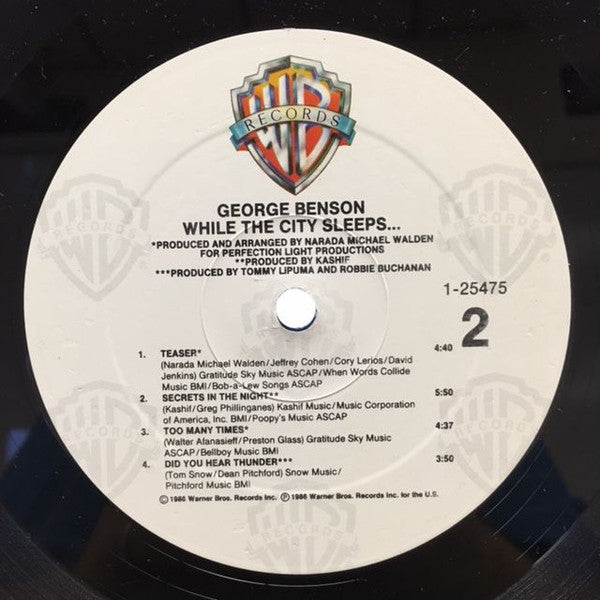 WB
RECORDS
GEORGE BENSON
WHILE THE CITY SLEEPS...
*PRODUCED AND ARRANGED BY NARADA MICHAEL WALDEN
FOR PERFECTION LIGHT PRODUCTIONS
**PRODUCED BY KASHIF
***PRODUCED BY TOMMY LIPUMA AND ROBBIE BUCHANAN
1-25475
2
1. TEASER* 4:40
(Narada Michael Walden/Jeffrey Cohen/Cory Lerios/David
Jenkins) Gratitude Sky Music ASCAP/When Words Collide
Music BMI/Bob-a-Lew Songs ASCAP
2. SECRETS IN THE NIGHT** 5:50
(Kashif/Greg Phillinganes) Kashif Music/Music Corporation
of America, Inc. BMI/Poopy's Music ASCAP
3. TOO MANY TIMES* 4:37
(Walter Afanasieff/Preston Glass) Gratitude Sky Music
ASCAP/Bellboy Music BMI
4. DID YOU HEAR THUNDER*** 3:50
(Tom Snow/Dean Pitchford) Snow Music/
Pitchford Music BMI
© 1986 Warner Bros. Records Inc. ℗ 1986 Warner Bros. Records Inc. for the U.S.